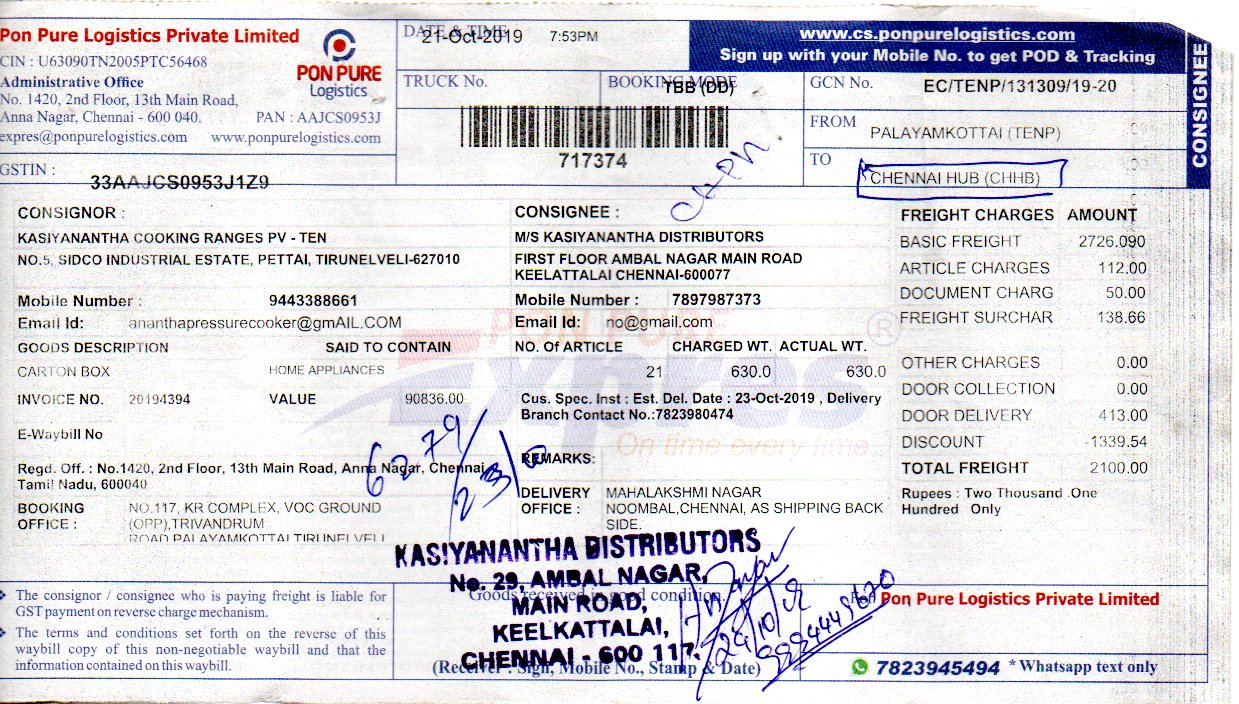 Pon Pure Logistics Private Limited
CIN : U63090TN2005PTC56468
Administrative Office
No. 1420, 2nd Floor, 13th Main Road,
Anna Nagar, Chennai - 600 040. PAN : AAJCS0953J
expres@ponpurelogistics.com www.ponpurelogistics.com
PON PURE
Logistics
GSTIN :
33AAJCS0953J1Z9
DATE & TIME
21-Oct-2019 7:53PM
TRUCK No.
BOOKING MODE
TBB (DD)
717374
www.cs.ponpurelogistics.com
Sign up with your Mobile No. to get POD & Tracking
GCN No. EC/TENP/131309/19-20
FROM PALAYAMKOTTAI (TENP)
TO CHENNAI HUB (CHHB)
CONSIGNEE
CONSIGNOR :
KASIYANANTHA COOKING RANGES PV - TEN
NO.5, SIDCO INDUSTRIAL ESTATE, PETTAI, TIRUNELVELI-627010
Mobile Number : 9443388661
Email Id: ananthapressurecooker@gmAIL.COM
GOODS DESCRIPTION SAID TO CONTAIN
CARTON BOX HOME APPLIANCES
INVOICE NO. 20194394 VALUE 90836.00
E-Waybill No
Regd. Off. : No.1420, 2nd Floor, 13th Main Road, Anna Nagar, Chennai,
Tamil Nadu, 600040
BOOKING OFFICE : NO.117, KR COMPLEX, VOC GROUND
(OPP),TRIVANDRUM
ROAD,PALAYAMKOTTAI,TIRUNELVELI
CONSIGNEE :
M/S KASIYANANTHA DISTRIBUTORS
FIRST FLOOR AMBAL NAGAR MAIN ROAD
KEELATTALAI CHENNAI-600077
Mobile Number : 7897987373
Email Id: no@gmail.com
NO. Of ARTICLE CHARGED WT. ACTUAL WT.
21 630.0 630.0
Cus. Spec. Inst : Est. Del. Date : 23-Oct-2019 , Delivery
Branch Contact No.:7823980474
REMARKS:
DELIVERY OFFICE : MAHALAKSHMI NAGAR
NOOMBAL,CHENNAI, AS SHIPPING BACK
SIDE.
PON PURE
Expres ®
On time every time...
6279
23/10
FREIGHT CHARGES AMOUNT
BASIC FREIGHT 2726.090
ARTICLE CHARGES 112.00
DOCUMENT CHARG 50.00
FREIGHT SURCHAR 138.66
OTHER CHARGES 0.00
DOOR COLLECTION 0.00
DOOR DELIVERY 413.00
DISCOUNT -1339.54
TOTAL FREIGHT 2100.00
Rupees : Two Thousand .One
Hundred Only
KASIYANANTHA DISTRIBUTORS
No. 29, AMBAL NAGAR,
MAIN ROAD,
KEELKATTALAI,
CHENNAI - 600 117.
The consignor / consignee who is paying freight is liable for
GST payment on reverse charge mechanism.
The terms and conditions set forth on the reverse of this
waybill copy of this non-negotiable waybill and that the
information contained on this waybill.
Goods received in good condition.
(Receiver : Sign, Mobile No., Stamp & Date)
For Pon Pure Logistics Private Limited
7823945494 * Whatsapp text only